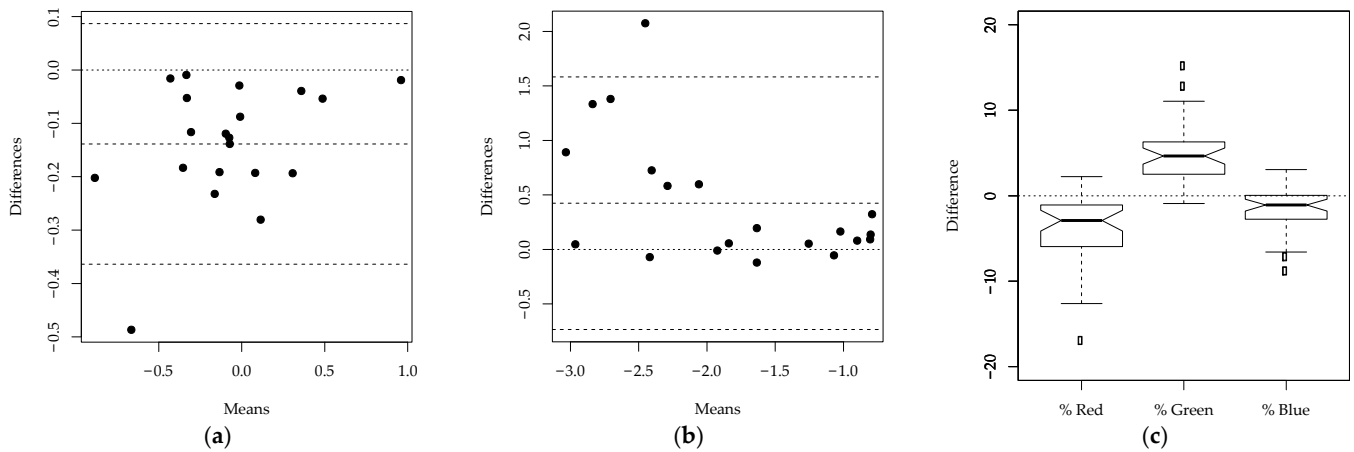 0.1
0.0
−0.1
−0.2
−0.3
−0.4
−0.5
Differences
−0.5 0.0 0.5 1.0
Means
(a)
2.0
1.5
1.0
0.5
0.0
−0.5
Differences
−3.0 −2.5 −2.0 −1.5 −1.0
Means
(b)
20
10
0
−10
−20
Difference
% Red % Green % Blue
(c)